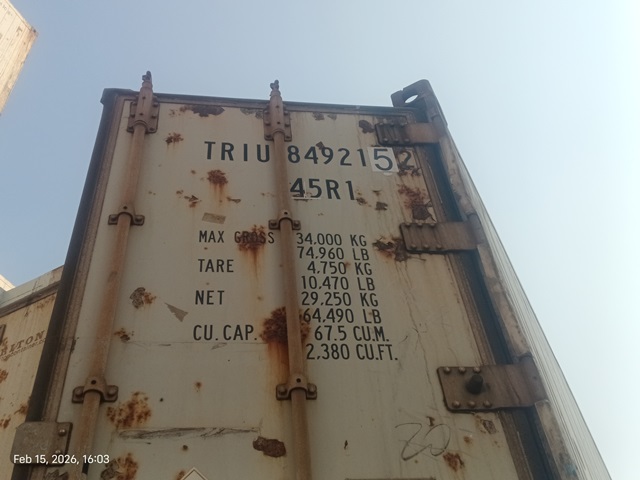 TRIU 8492152
45R1
MAX GROSS 34.000 KG
74.960 LB
TARE 4.750 KG
10.470 LB
NET 29.250 KG
64.490 LB
CU. CAP. 67.5 CU.M.
2.380 CU.FT.
20
Feb 15, 2026, 16:03